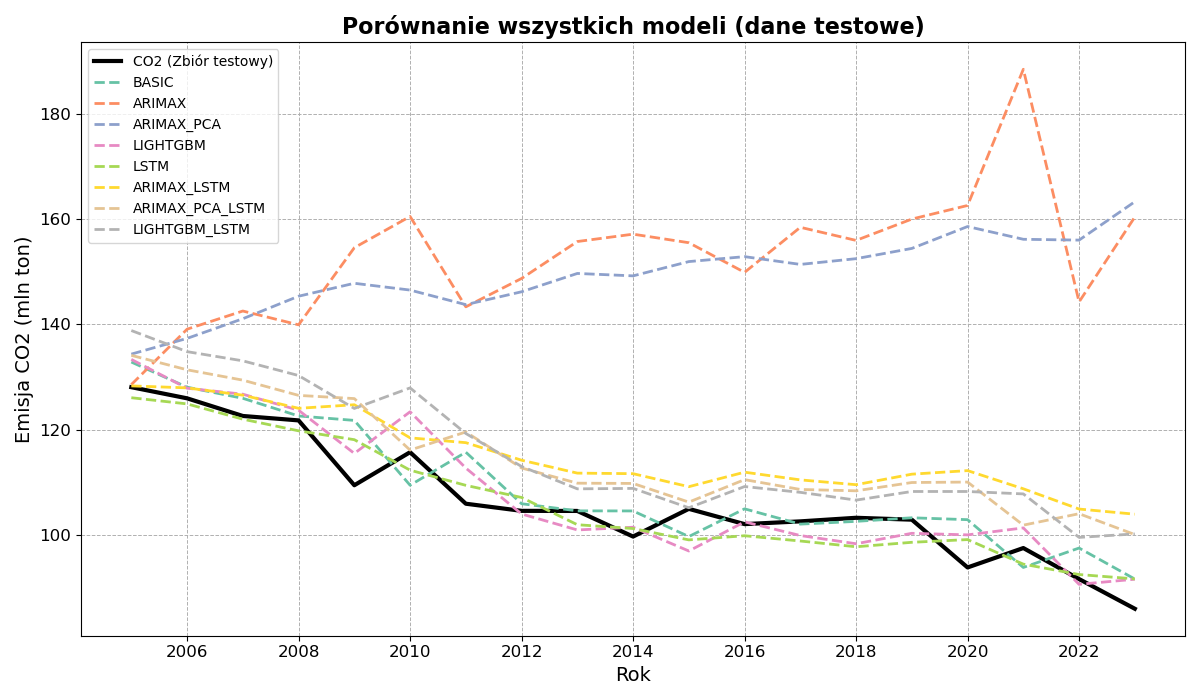 Porównanie wszystkich modeli (dane testowe)
CO2 (Zbiór testowy)
BASIC
ARIMAX
ARIMAX_PCA
LIGHTGBM
LSTM
ARIMAX_LSTM
ARIMAX_PCA_LSTM
LIGHTGBM_LSTM
Emisja CO2 (mln ton)
180
160
140
120
100
2006 2008 2010 2012 2014 2016 2018 2020 2022
Rok